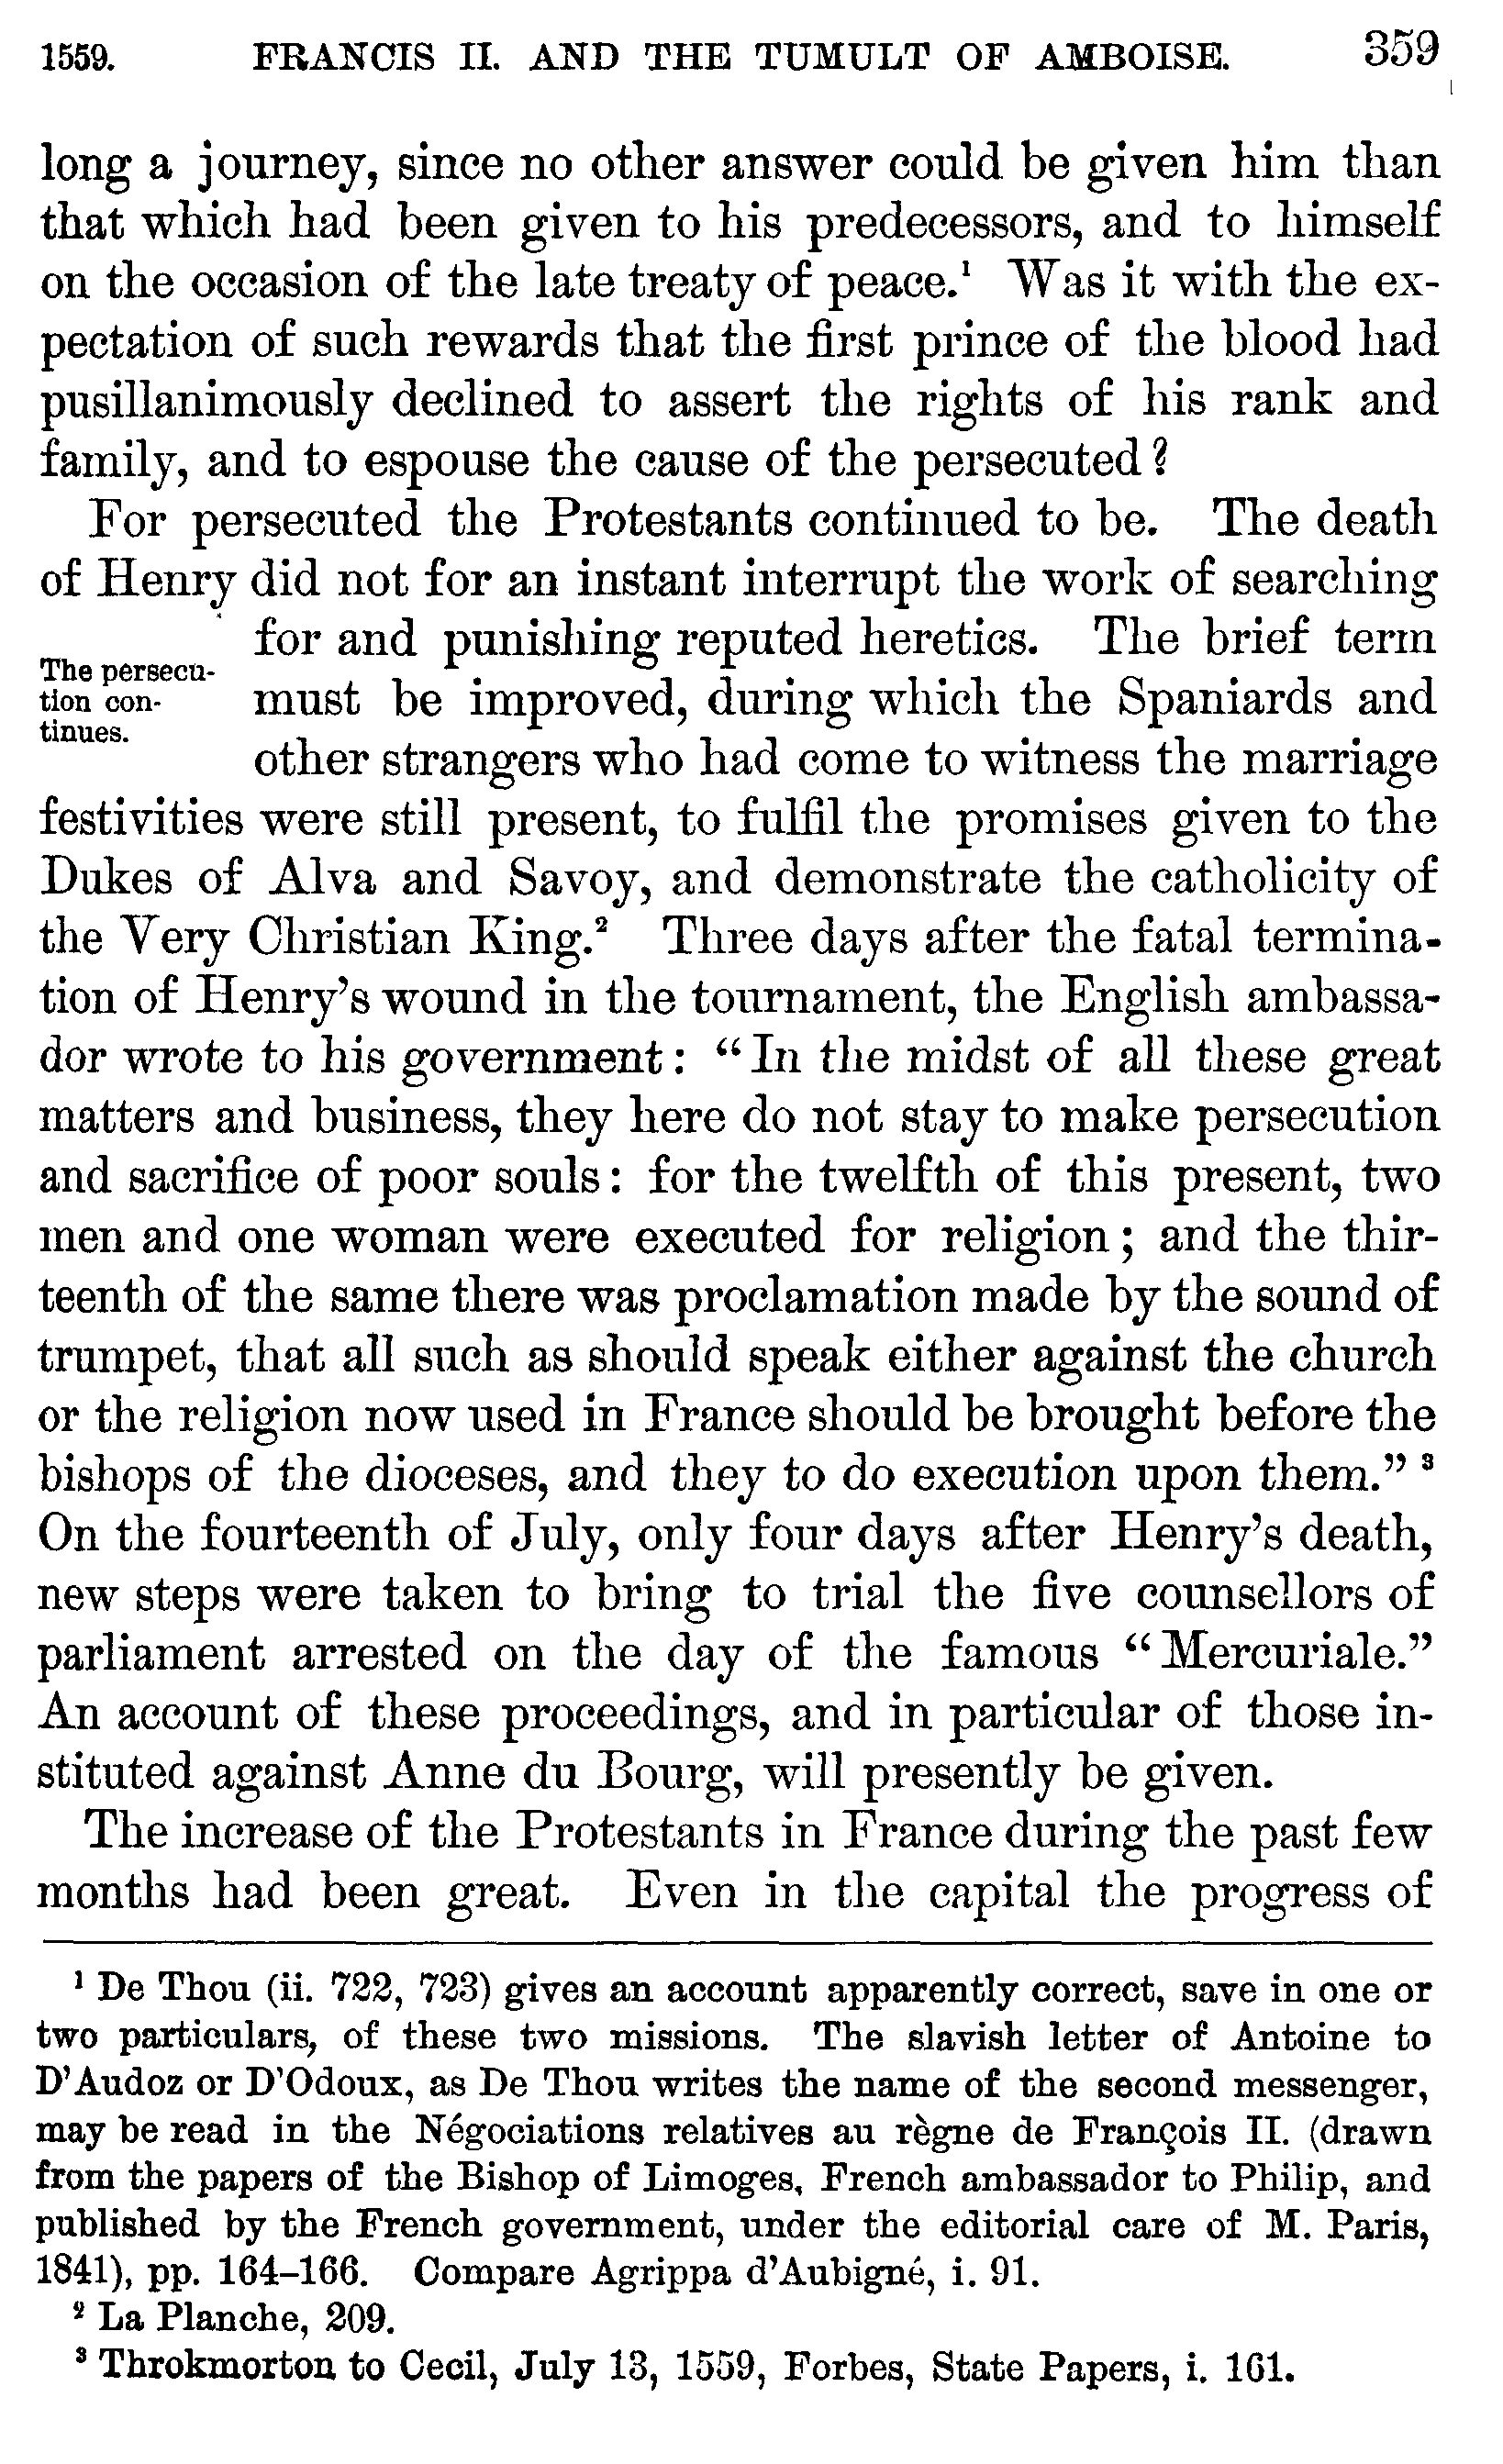 1559. FRANCIS II. AND THE TUMULT OF AMBOISE. 359
long a journey, since no other answer could be given him than
that which had been given to his predecessors, and to himself
on the occasion of the late treaty of peace.¹ Was it with the ex-
pectation of such rewards that the first prince of the blood had
pusillanimously declined to assert the rights of his rank and
family, and to espouse the cause of the persecuted?
For persecuted the Protestants continued to be. The death
of Henry did not for an instant interrupt the work of searching
The persecu-
tion con-
tinues.
for and punishing reputed heretics. The brief term
must be improved, during which the Spaniards and
other strangers who had come to witness the marriage
festivities were still present, to fulfil the promises given to the
Dukes of Alva and Savoy, and demonstrate the catholicity of
the Very Christian King.² Three days after the fatal termina-
tion of Henry's wound in the tournament, the English ambassa-
dor wrote to his government: "In the midst of all these great
matters and business, they here do not stay to make persecution
and sacrifice of poor souls: for the twelfth of this present, two
men and one woman were executed for religion; and the thir-
teenth of the same there was proclamation made by the sound of
trumpet, that all such as should speak either against the church
or the religion now used in France should be brought before the
bishops of the dioceses, and they to do execution upon them." ³
On the fourteenth of July, only four days after Henry's death,
new steps were taken to bring to trial the five counsellors of
parliament arrested on the day of the famous "Mercuriale."
An account of these proceedings, and in particular of those in-
stituted against Anne du Bourg, will presently be given.
The increase of the Protestants in France during the past few
months had been great. Even in the capital the progress of
¹ De Thou (ii. 722, 723) gives an account apparently correct, save in one or
two particulars, of these two missions. The slavish letter of Antoine to
D'Audoz or D'Odoux, as De Thou writes the name of the second messenger,
may be read in the Négociations relatives au règne de François II. (drawn
from the papers of the Bishop of Limoges, French ambassador to Philip, and
published by the French government, under the editorial care of M. Paris,
1841), pp. 164–166. Compare Agrippa d'Aubigné, i. 91.
² La Planche, 209.
³ Throkmorton to Cecil, July 13, 1559, Forbes, State Papers, i. 161.